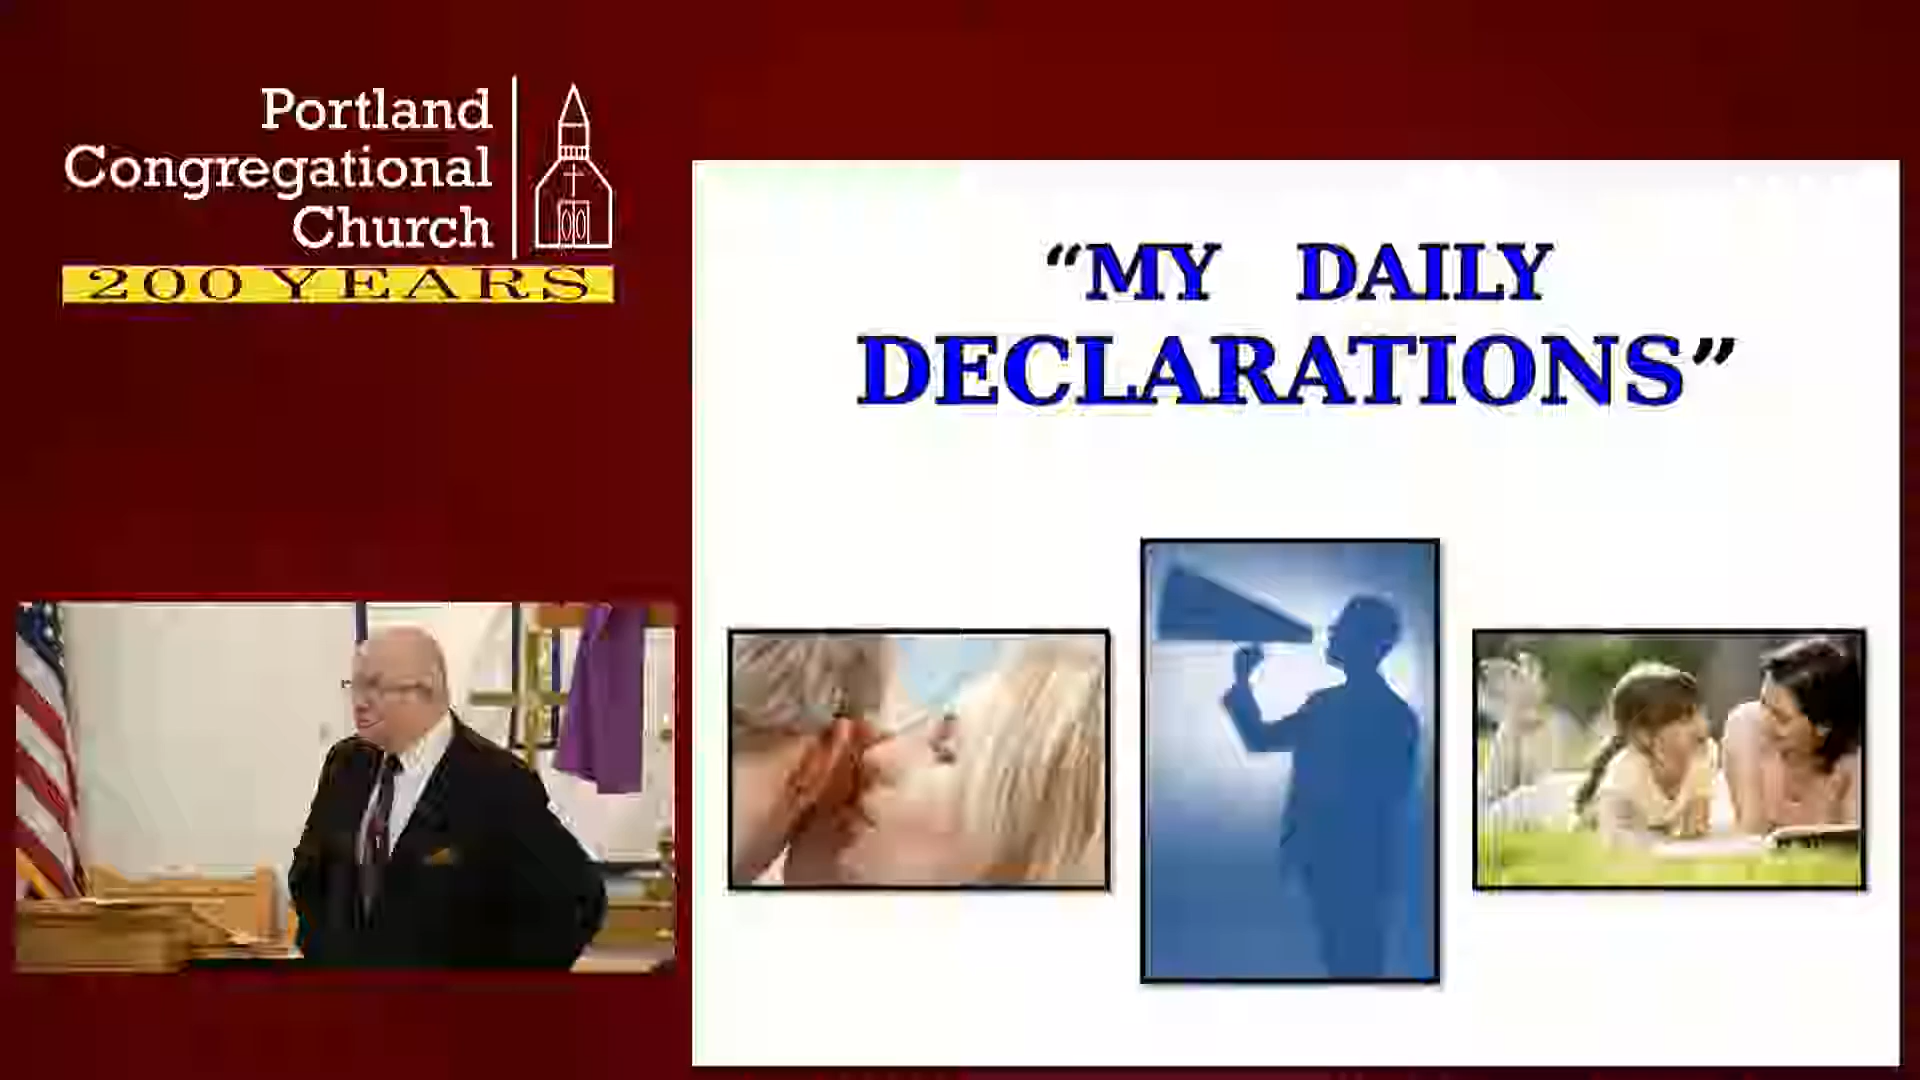 Portland
Congregational
Church
200 YEARS
“MY DAILY
DECLARATIONS”